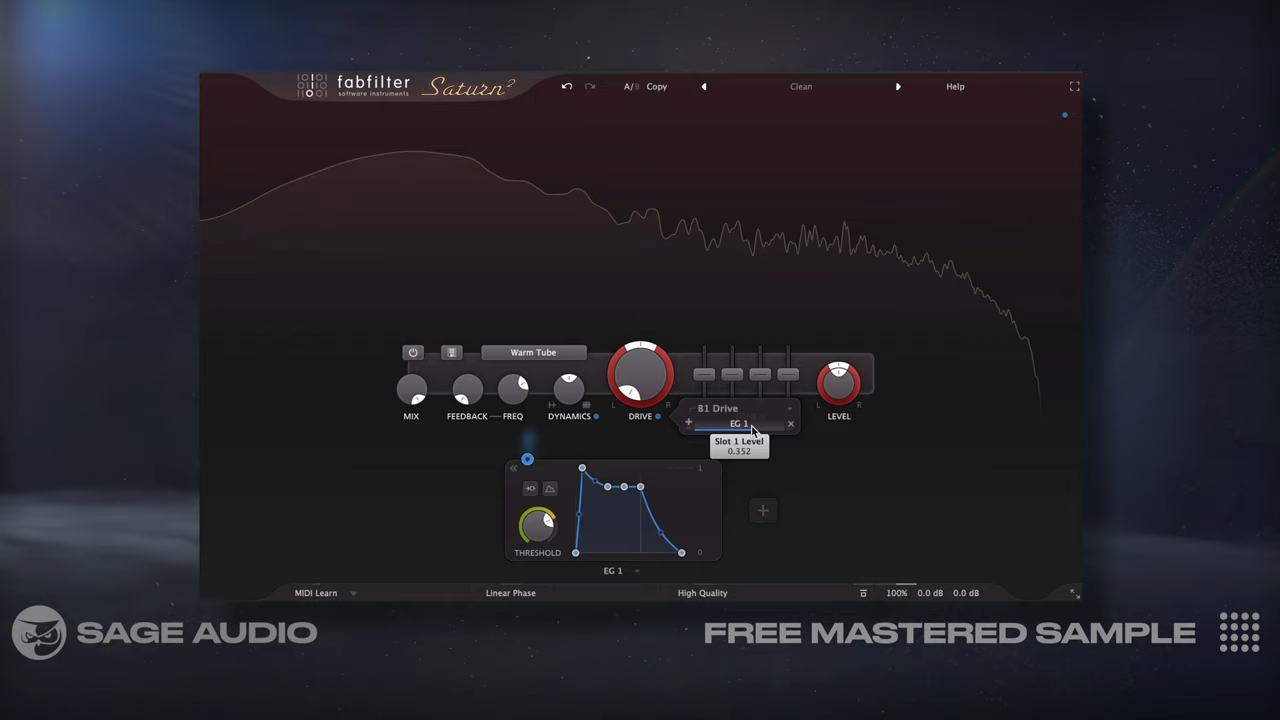 fabfilter
software instruments
Saturn²
A/B Copy
Clean
Help
Warm Tube
MIX
FEEDBACK
FREQ
DYNAMICS
L
DRIVE
R
L
LEVEL
R
B1 Drive
EG 1
Slot 1 Level
0.352
1
THRESHOLD
0
EG 1
MIDI Learn
Linear Phase
High Quality
100%
0.0 dB
0.0 dB
SAGE AUDIO
FREE MASTERED SAMPLE